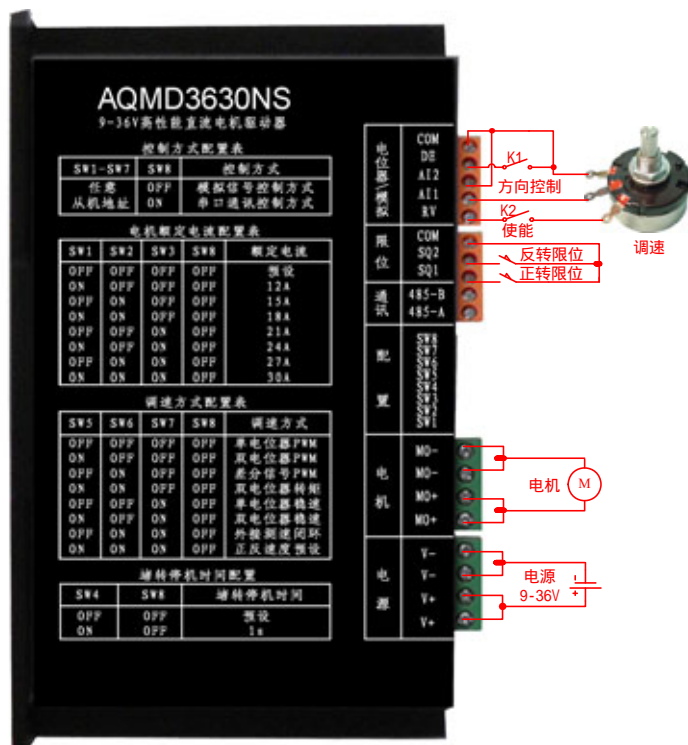 AQMD3630NS
9-36V高性能直流电机驱动器
控制方式配置表
SW1-SW7 SW8 控制方式
任意 OFF 模拟信号控制方式
从机地址 ON 串口通讯控制方式
电机额定电流配置表
SW1 SW2 SW3 SW8 额定电流
OFF OFF OFF OFF 预设
ON OFF OFF OFF 12A
OFF ON OFF OFF 15A
ON ON OFF OFF 18A
OFF OFF ON OFF 21A
ON OFF ON OFF 24A
OFF ON ON OFF 27A
ON ON ON OFF 30A
调速方式配置表
SW5 SW6 SW7 SW8 调速方式
OFF OFF OFF OFF 单电位器PWM
ON OFF OFF OFF 双电位器PWM
OFF ON OFF OFF 差分信号PWM
ON ON OFF OFF 双电位器转矩
OFF OFF ON OFF 单电位器稳速
ON OFF ON OFF 双电位器稳速
OFF ON ON OFF 外接测速闭环
ON ON ON OFF 正反速度预设
堵转停机时间配置
SW4 SW8 堵转停机时间
OFF OFF 预设
ON OFF 1s
电位器/模拟
COM
DE
AI2
AI1
RV
限位
COM
SQ2
SQ1
通讯
485-B
485-A
配置
SW8
SW7
SW6
SW5
SW4
SW3
SW2
SW1
电机
MO-
MO-
MO+
MO+
电源
V-
V-
V+
V+
K1
方向控制
K2
使能
调速
反转限位
正转限位
电机
M
电源
9-36V
+